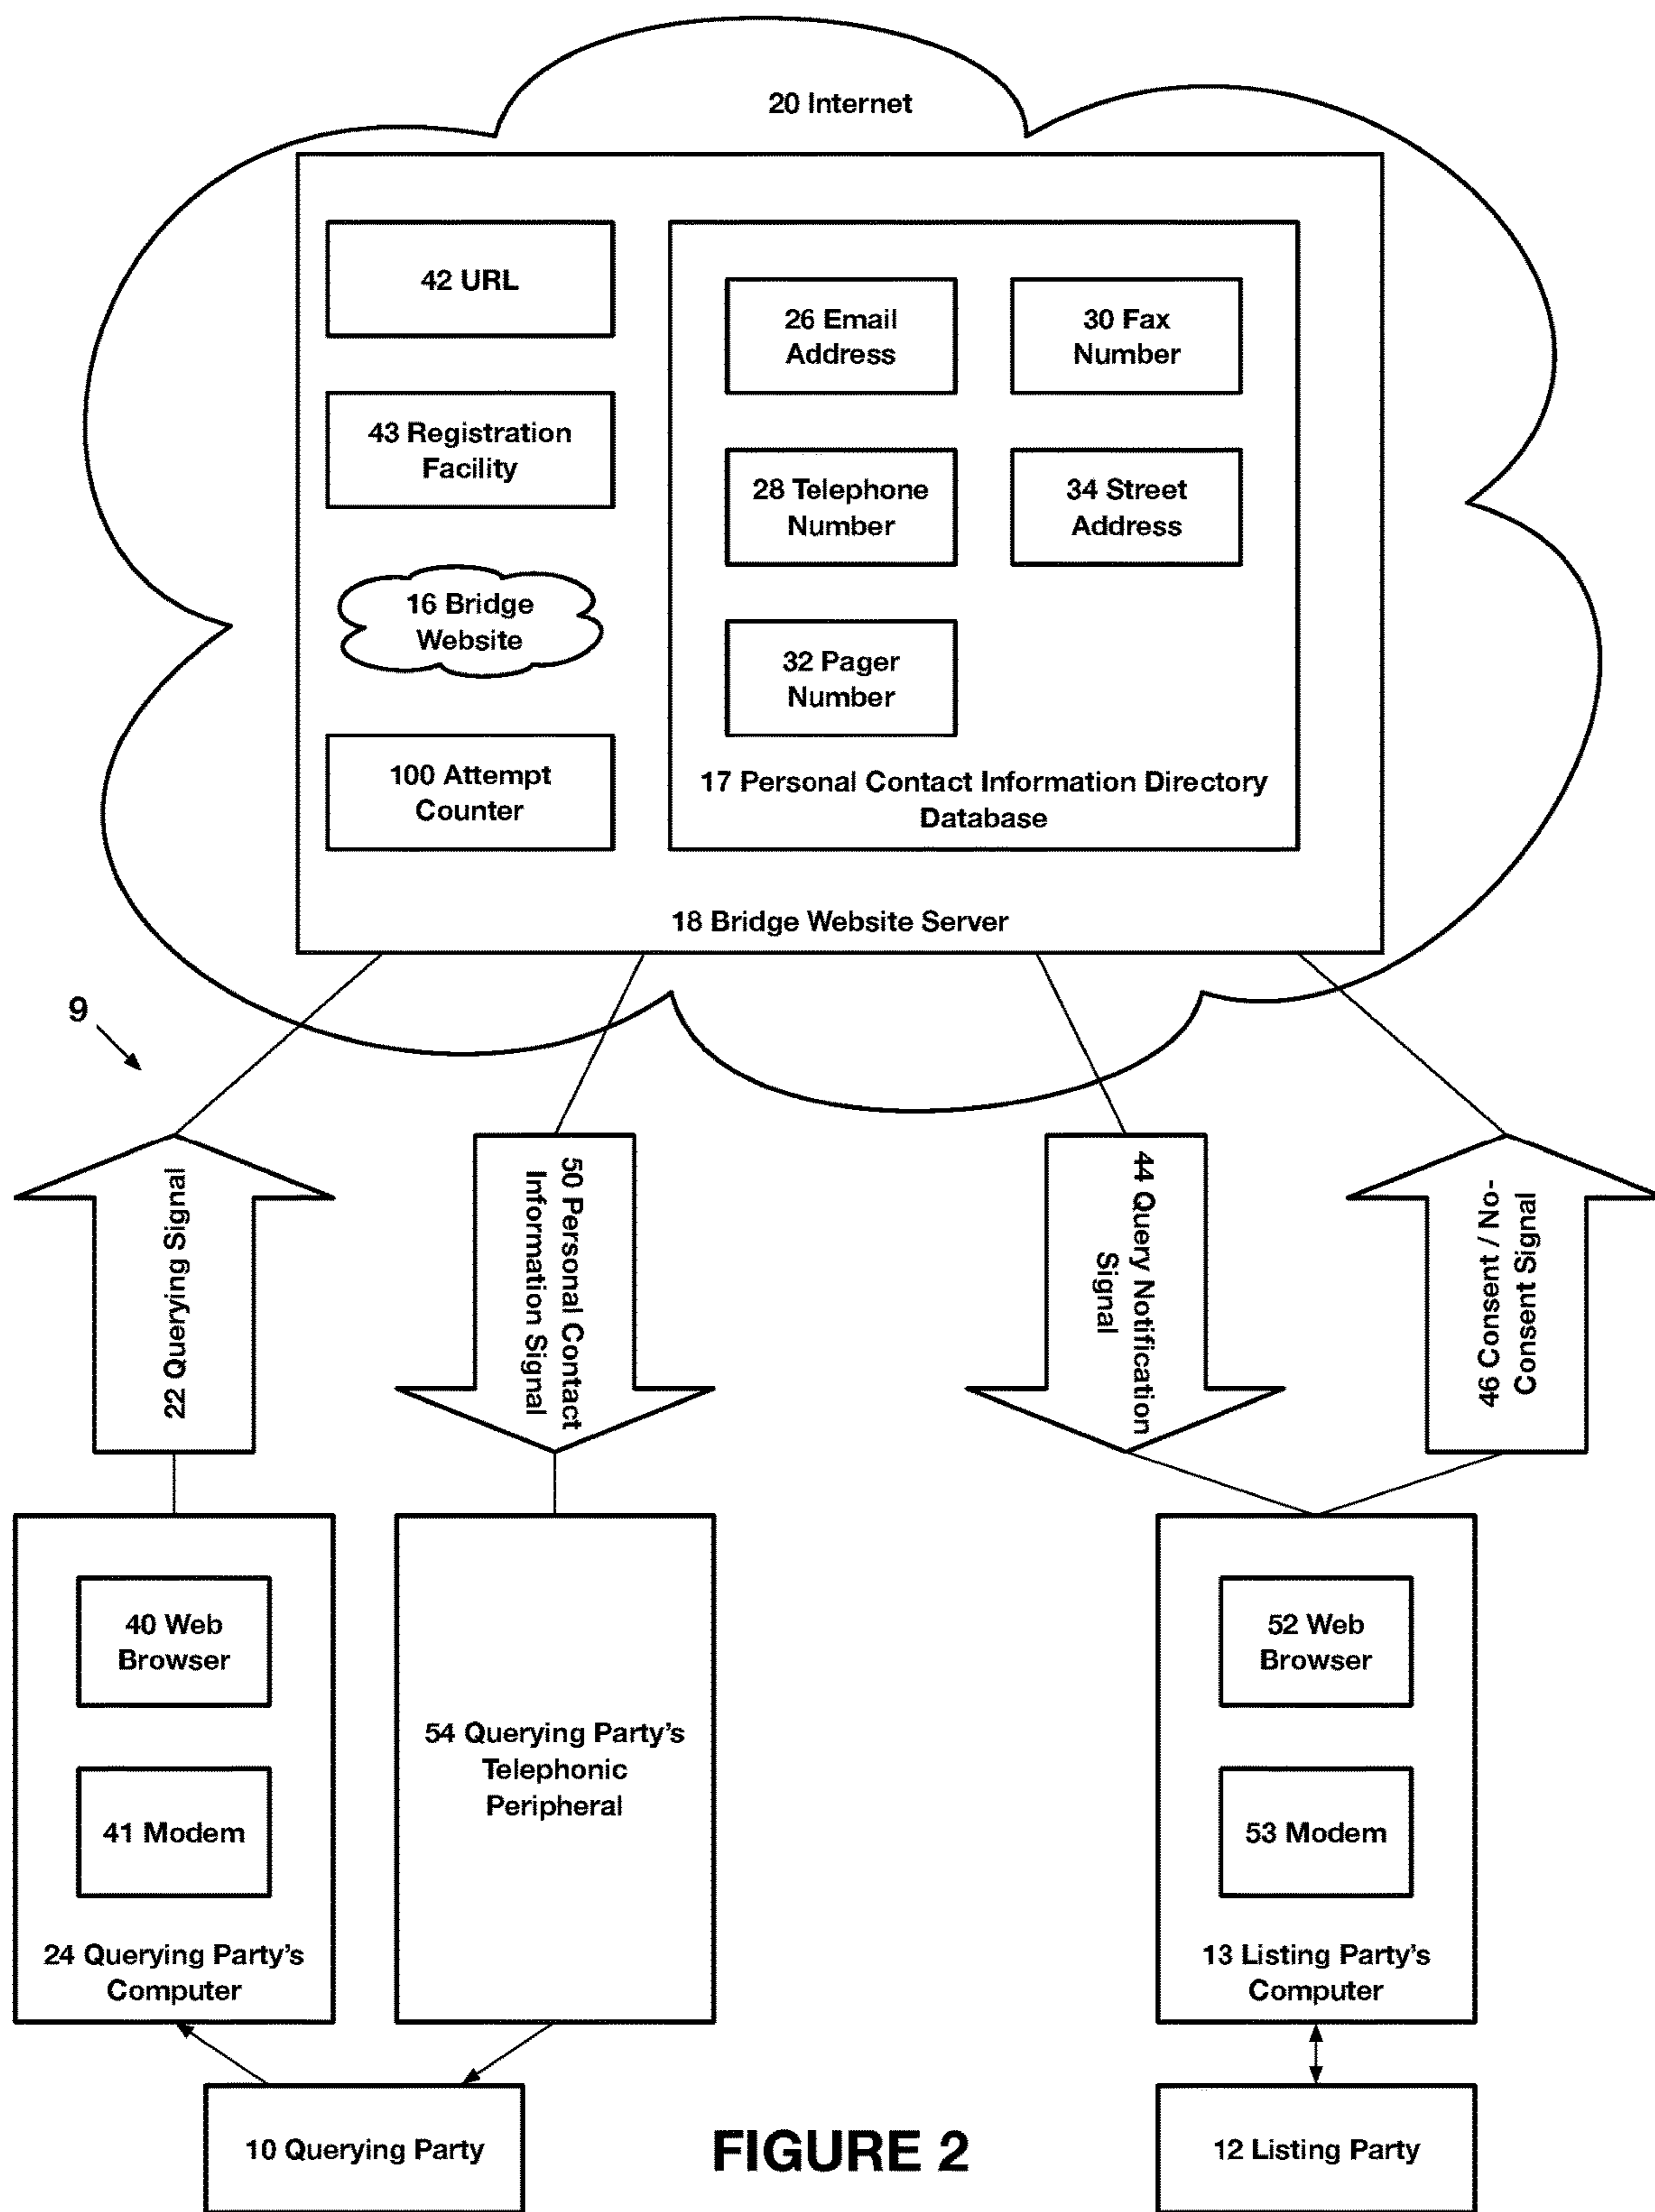 20 Internet
42 URL
43 Registration
Facility
16 Bridge
Website
100 Attempt
Counter
26 Email
Address
30 Fax
Number
28 Telephone
Number
34 Street
Address
32 Pager
Number
17 Personal Contact Information Directory
Database
18 Bridge Website Server
9
22 Querying Signal
50 Personal Contact
Information Signal
44 Query Notification
Signal
46 Consent / No-
Consent Signal
40 Web
Browser
41 Modem
24 Querying Party's
Computer
54 Querying Party's
Telephonic
Peripheral
52 Web
Browser
53 Modem
13 Listing Party's
Computer
10 Querying Party
FIGURE 2
12 Listing Party